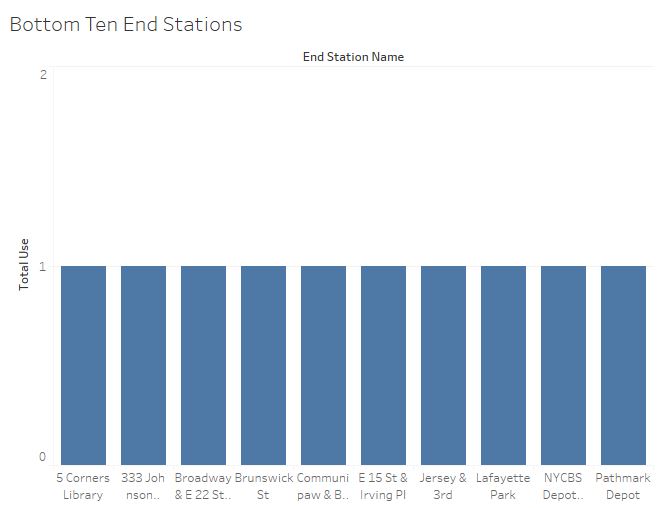 Bottom Ten End Stations
End Station Name
2
Total Use
1
0
5 Corners
Library
333 Joh
nson..
Broadway
& E 22 St..
Brunswick
St
Communi
paw & B..
E 15 St &
Irving Pl
Jersey &
3rd
Lafayette
Park
NYCBS
Depot..
Pathmark
Depot